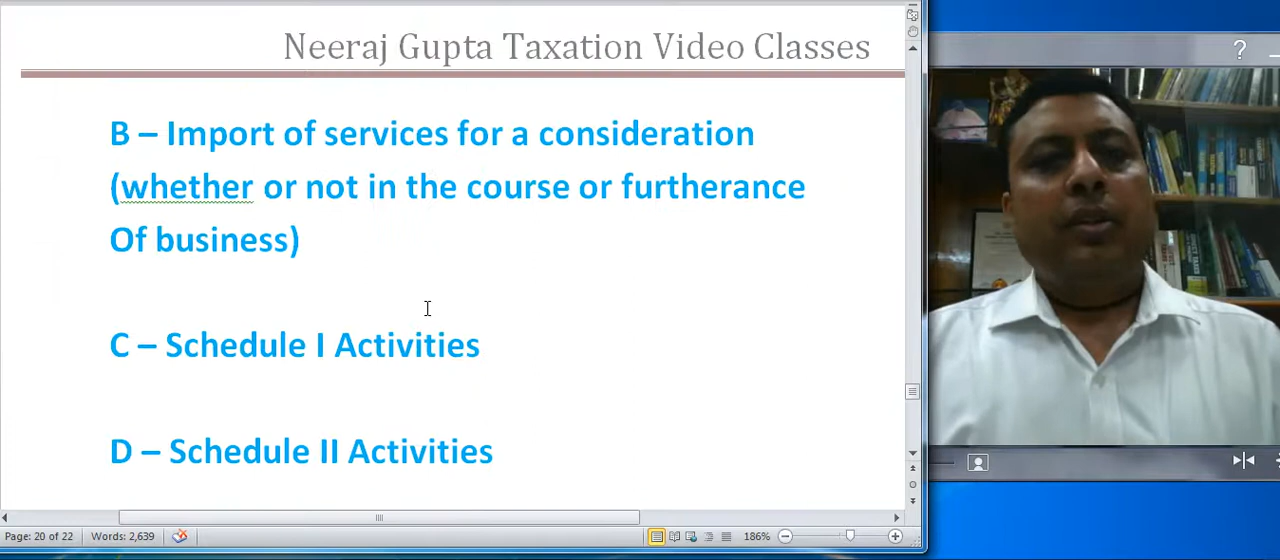 Neeraj Gupta Taxation Video Classes
B – Import of services for a consideration
(whether or not in the course or furtherance
Of business)
C – Schedule I Activities
D – Schedule II Activities
Page: 20 of 22
Words: 2,639
186%